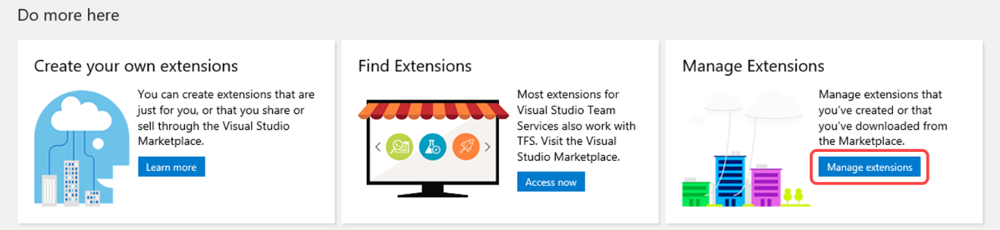 Do more here
Create your own extensions
You can create extensions that are
just for you, or that you share or
sell through the Visual Studio
Marketplace.
Learn more
Find Extensions
Most extensions for
Visual Studio Team
Services also work with
TFS. Visit the Visual
Studio Marketplace.
Access now
Manage Extensions
Manage extensions that
you've created or that
you've downloaded from
the Marketplace.
Manage extensions